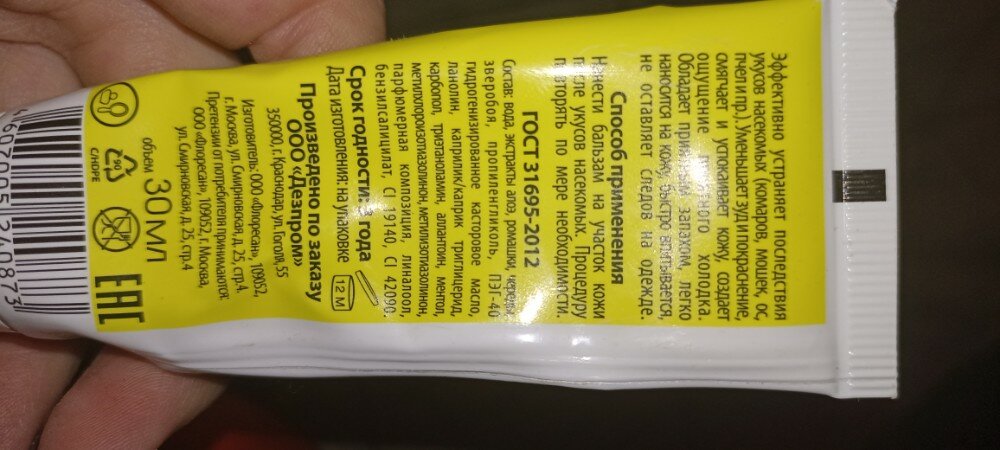 Эффективно устраняет последствия
укусов насекомых (комаров, мошек, ос,
пчел и пр.). Уменьшает зуд и покраснение,
смягчает и успокаивает кожу, создает
ощущение приятного холодка.
Обладает приятным запахом, легко
наносится на кожу, быстро впитывается,
не оставляет следов на одежде.
Способ применения
Нанести бальзам на участок кожи
после укусов насекомых. Процедуру
повторять по мере необходимости.
ГОСТ 31695-2012
Состав: вода, экстракты алоэ, ромашки, череды,
зверобоя, пропиленгликоль, ПЭГ-40
гидрогенизированное касторовое масло,
ланолин, каприлик/каприк триглицерид,
карбопол, триэтаноламин, аллантоин, ментол,
метилхлороизотиазолинон, метилизотиазолинон,
парфюмерная композиция, линалоол,
бензилсалицилат, CI 19140, CI 42090.
Срок годности: 3 года
Дата изготовления: на упаковке
12 М
Произведено по заказу
ООО «Дезпром»
350000, г. Краснодар, ул. Гоголя, 55
Изготовитель: ООО «Флоресан», 109052,
г. Москва, ул. Смирновская, д. 25, стр.4.
Претензии от потребителя принимаются:
ООО «Флоресан», 109052, г. Москва,
ул. Смирновская, д. 25, стр.4
объем 30 МЛ
90
C/HDPE
EAC
4 607005 240873